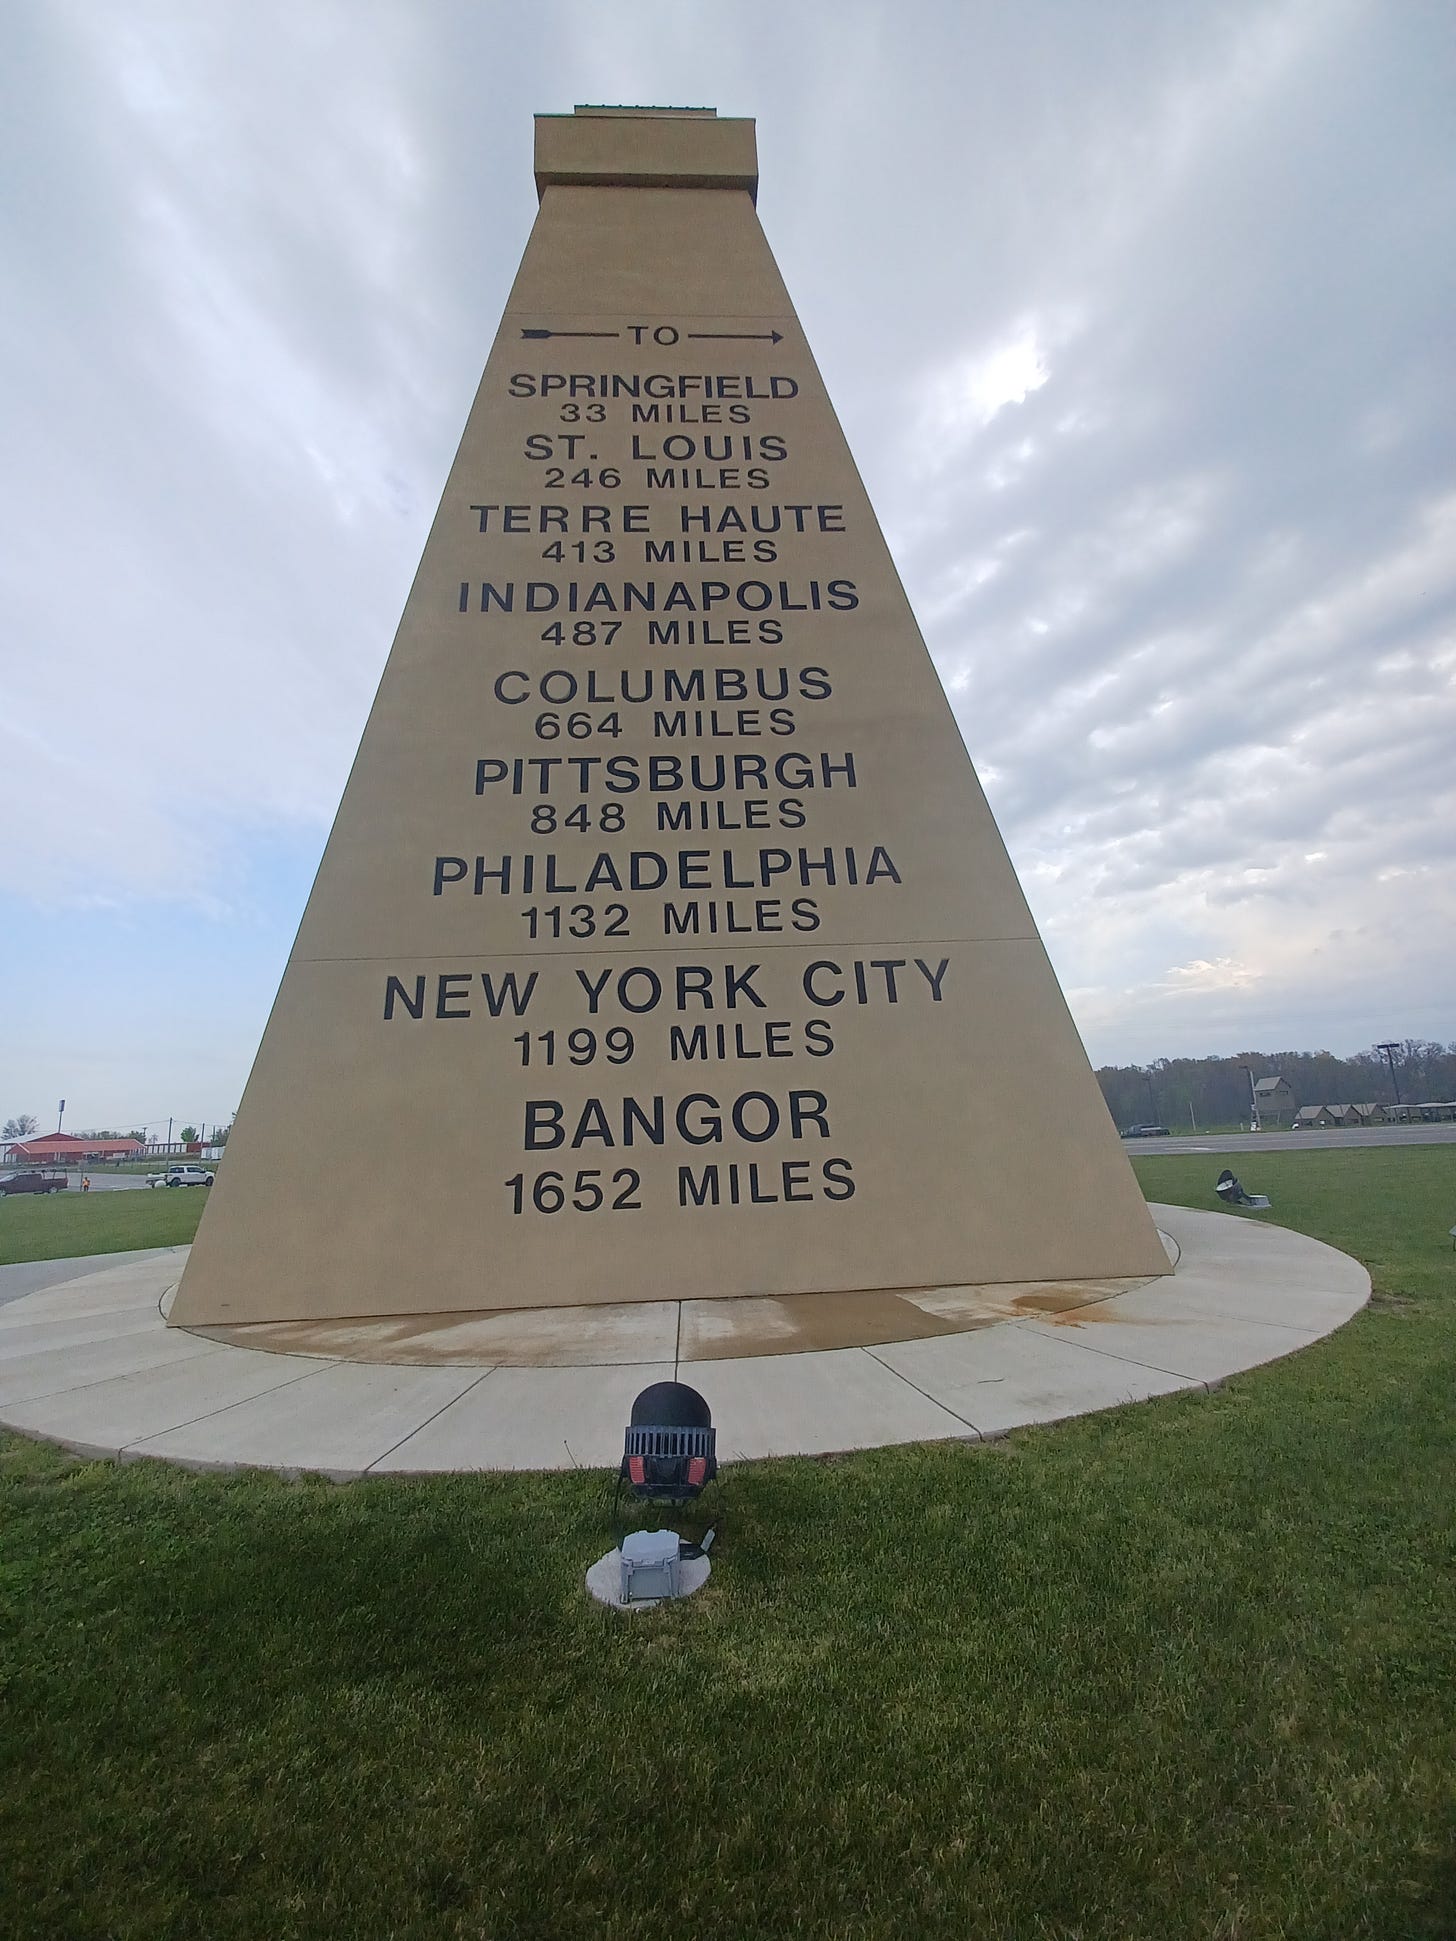 TO
SPRINGFIELD
33 MILES
ST. LOUIS
246 MILES
TERRE HAUTE
413 MILES
INDIANAPOLIS
487 MILES
COLUMBUS
664 MILES
PITTSBURGH
848 MILES
PHILADELPHIA
1132 MILES
NEW YORK CITY
1199 MILES
BANGOR
1652 MILES